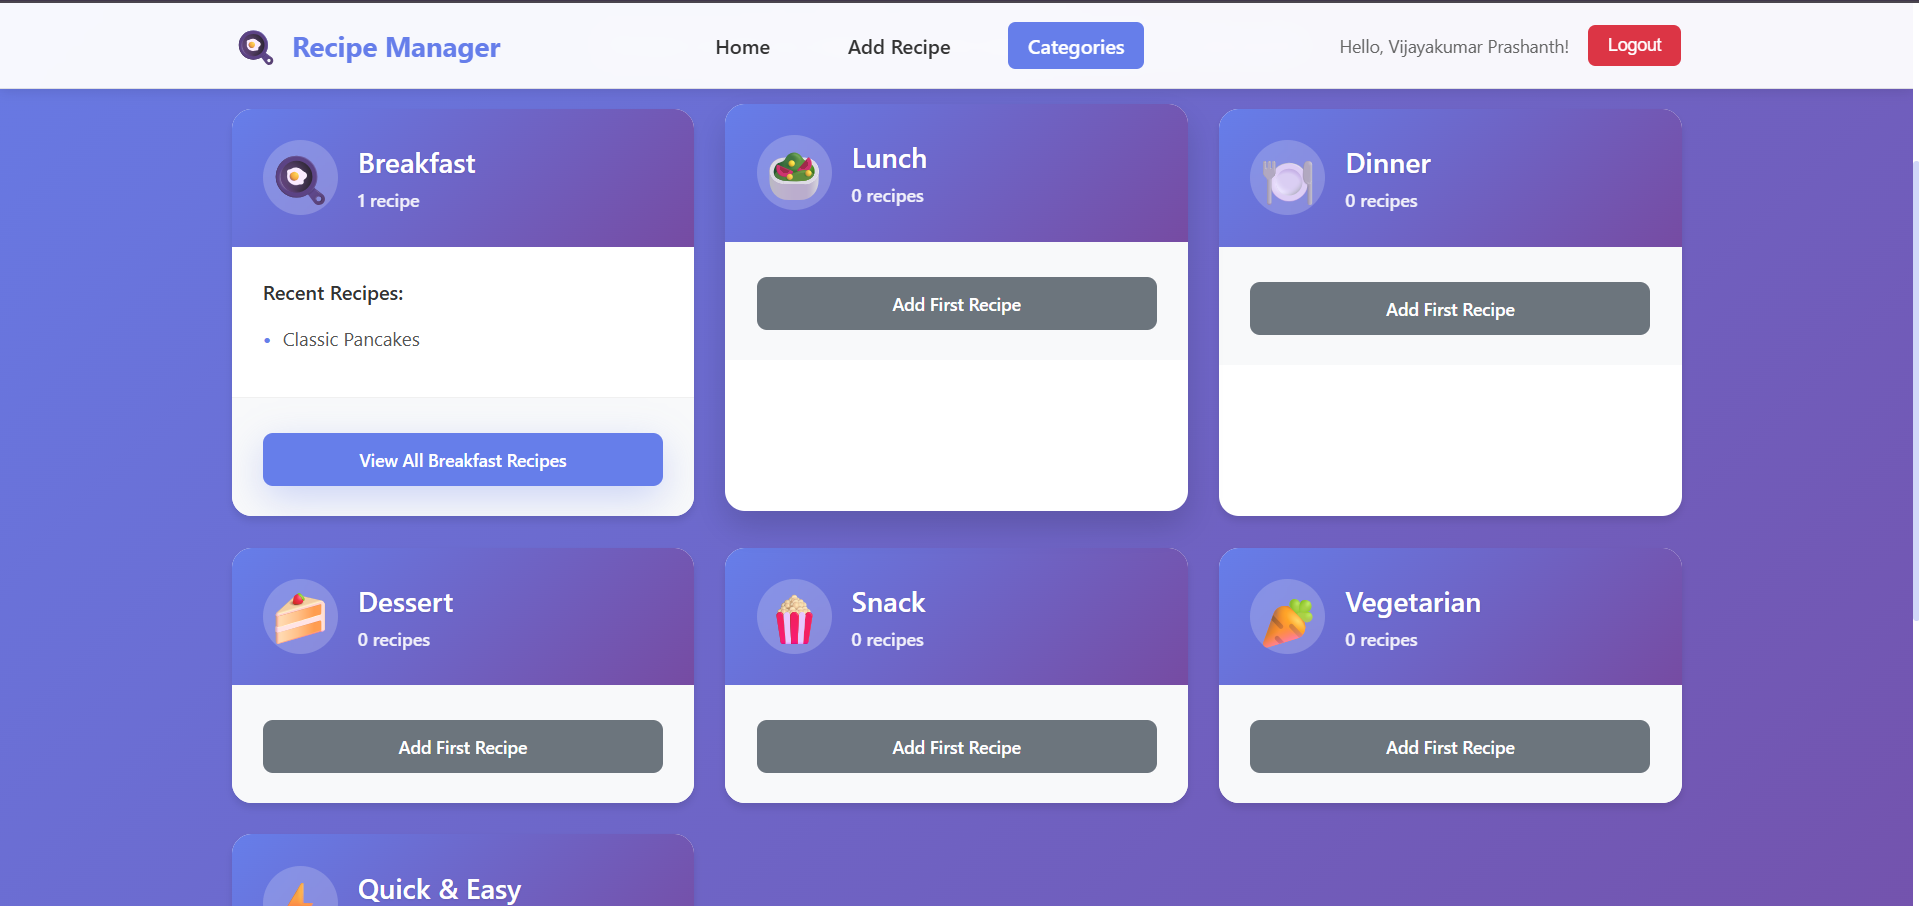 Recipe Manager
Home
Add Recipe
Categories
Hello, Vijayakumar Prashanth!
Logout
Breakfast
1 recipe
Recent Recipes:
• Classic Pancakes
View All Breakfast Recipes
Lunch
0 recipes
Add First Recipe
Dinner
0 recipes
Add First Recipe
Dessert
0 recipes
Add First Recipe
Snack
0 recipes
Add First Recipe
Vegetarian
0 recipes
Add First Recipe
Quick & Easy